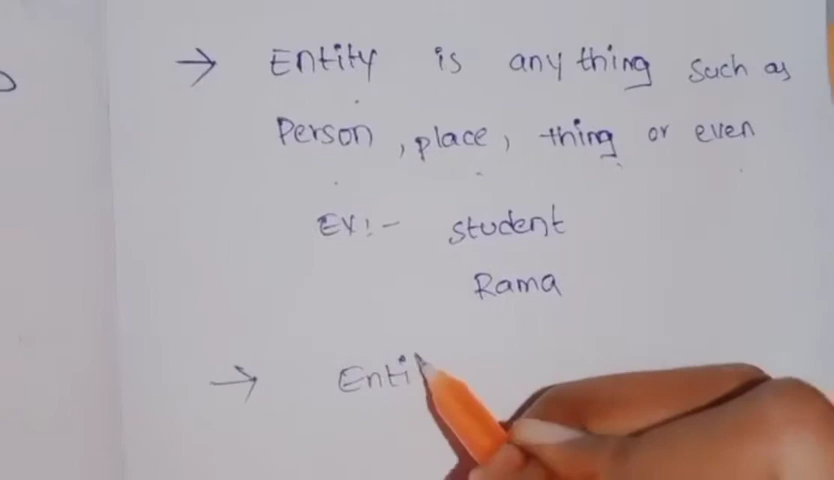 → Entity is any thing such as
Person, place, thing or even
EX:- student
Rama
→ Enti